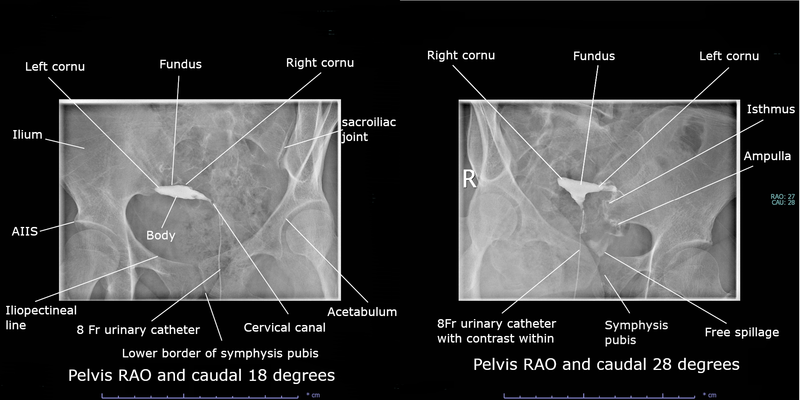 Left cornu
Fundus
Right cornu
Ilium
sacroiliac
joint
AIIS
Body
Iliopectineal
line
8 Fr urinary catheter
Cervical canal
Acetabulum
Lower border of symphysis pubis
Pelvis RAO and caudal 18 degrees
* cm
Right cornu
Fundus
Left cornu
Isthmus
Ampulla
R
RAO: 27
CAU: 28
8Fr urinary catheter
with contrast within
Symphysis
pubis
Free spillage
Pelvis RAO and caudal 28 degrees
* cm